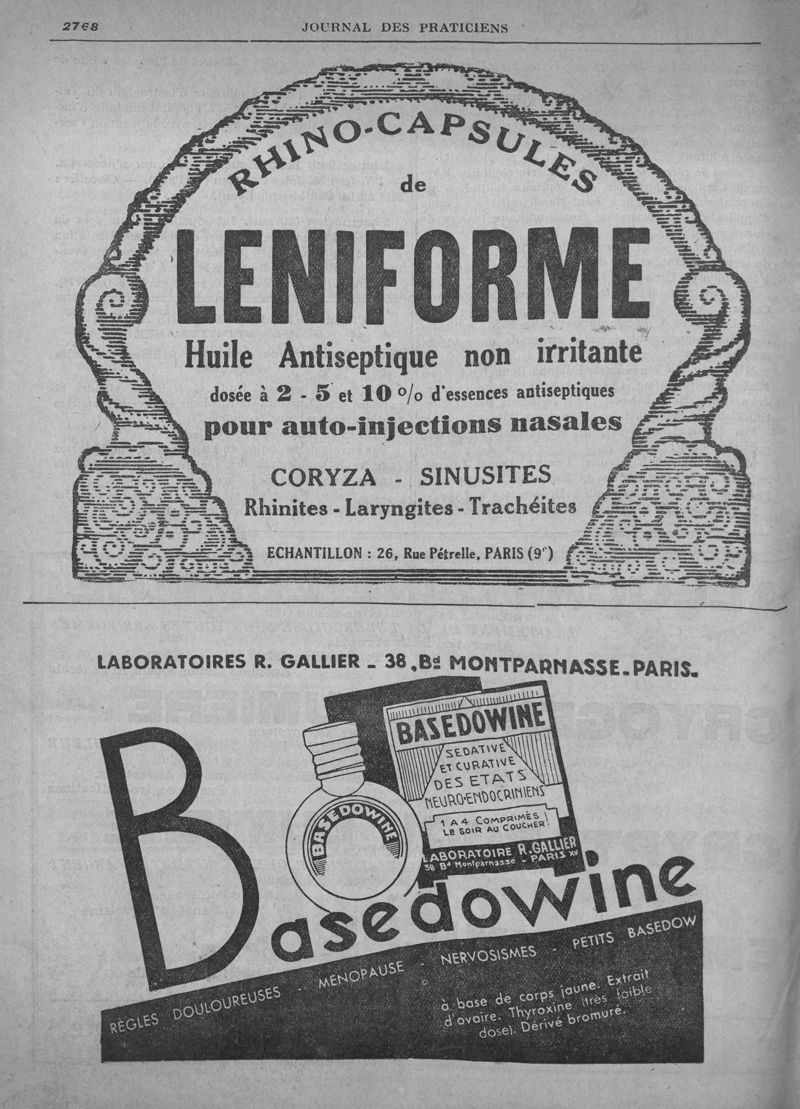 2768
JOURNAL DES PRATICIENS
RHINO-CAPSULES
de
LENIFORME
Huile Antiseptique non irritante
dosée à 2 - 5 et 10 % d'essences antiseptiques
pour auto-injections nasales
CORYZA - SINUSITES
Rhinites - Laryngites - Trachéites
ECHANTILLON : 26, Rue Pétrelle, PARIS (9e)
LABORATOIRES R. GALLIER - 38, Bd MONTPARNASSE-PARIS.
BASEDOWINE
SEDATIVE
ET CURATIVE
DES ETATS
NEURO-ENDOCRINIENS
1 A 4 COMPRIMÉS
LE SOIR AU COUCHER!
LABORATOIRE R. GALLIER
38 Bd Montparnasse - PARIS XV
BASEDOWINE
Basedowine
RÈGLES DOULOUREUSES - MENOPAUSE - NERVOSISMES - PETITS BASEDOW
à base de corps jaune. Extrait
d'ovaire. Thyroxine (très faible
dose). Dérivé bromuré.